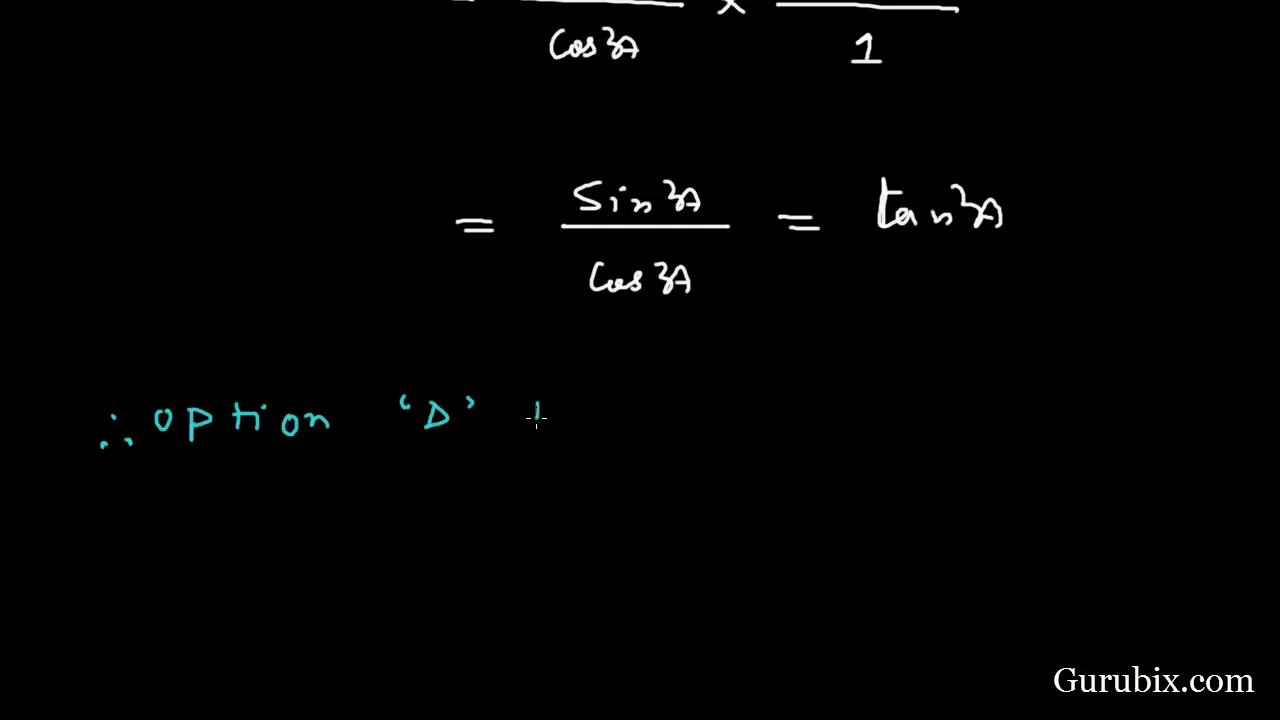 = ×
cos3A 1
= sin3A = tan3A
cos3A
∴ option 'D'
Gurubix.com